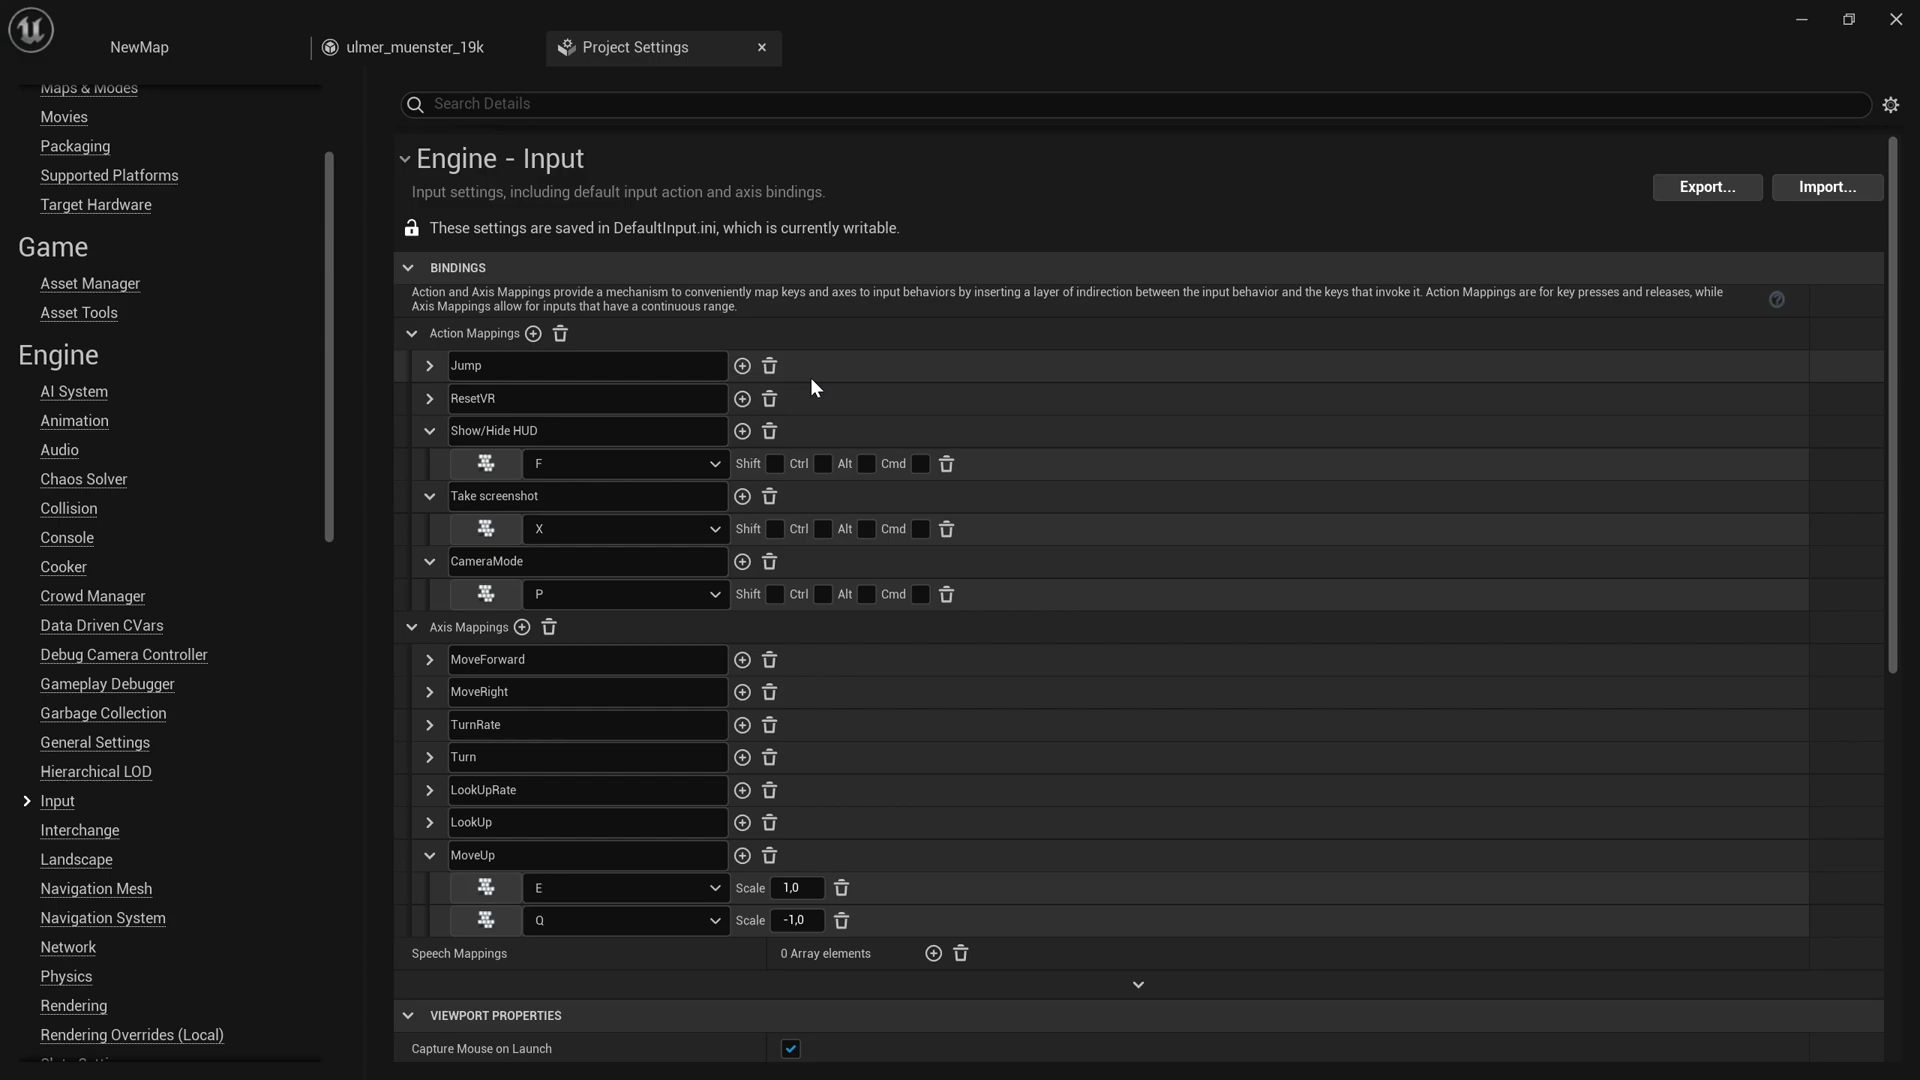 NewMap
ulmer_muenster_19k
Project Settings
Maps & Modes
Movies
Packaging
Supported Platforms
Target Hardware
Game
Asset Manager
Asset Tools
Engine
AI System
Animation
Audio
Chaos Solver
Collision
Console
Cooker
Crowd Manager
Data Driven CVars
Debug Camera Controller
Gameplay Debugger
Garbage Collection
General Settings
Hierarchical LOD
Input
Interchange
Landscape
Navigation Mesh
Navigation System
Network
Physics
Rendering
Rendering Overrides (Local)
Search Details
Engine - Input
Input settings, including default input action and axis bindings.
Export...
Import...
These settings are saved in DefaultInput.ini, which is currently writable.
BINDINGS
Action and Axis Mappings provide a mechanism to conveniently map keys and axes to input behaviors by inserting a layer of indirection between the input behavior and the keys that invoke it. Action Mappings are for key presses and releases, while
Axis Mappings allow for inputs that have a continuous range.
Action Mappings
Jump
ResetVR
Show/Hide HUD
F Shift Ctrl Alt Cmd
Take screenshot
X Shift Ctrl Alt Cmd
CameraMode
P Shift Ctrl Alt Cmd
Axis Mappings
MoveForward
MoveRight
TurnRate
Turn
LookUpRate
LookUp
MoveUp
E Scale 1,0
Q Scale -1,0
Speech Mappings 0 Array elements
VIEWPORT PROPERTIES
Capture Mouse on Launch